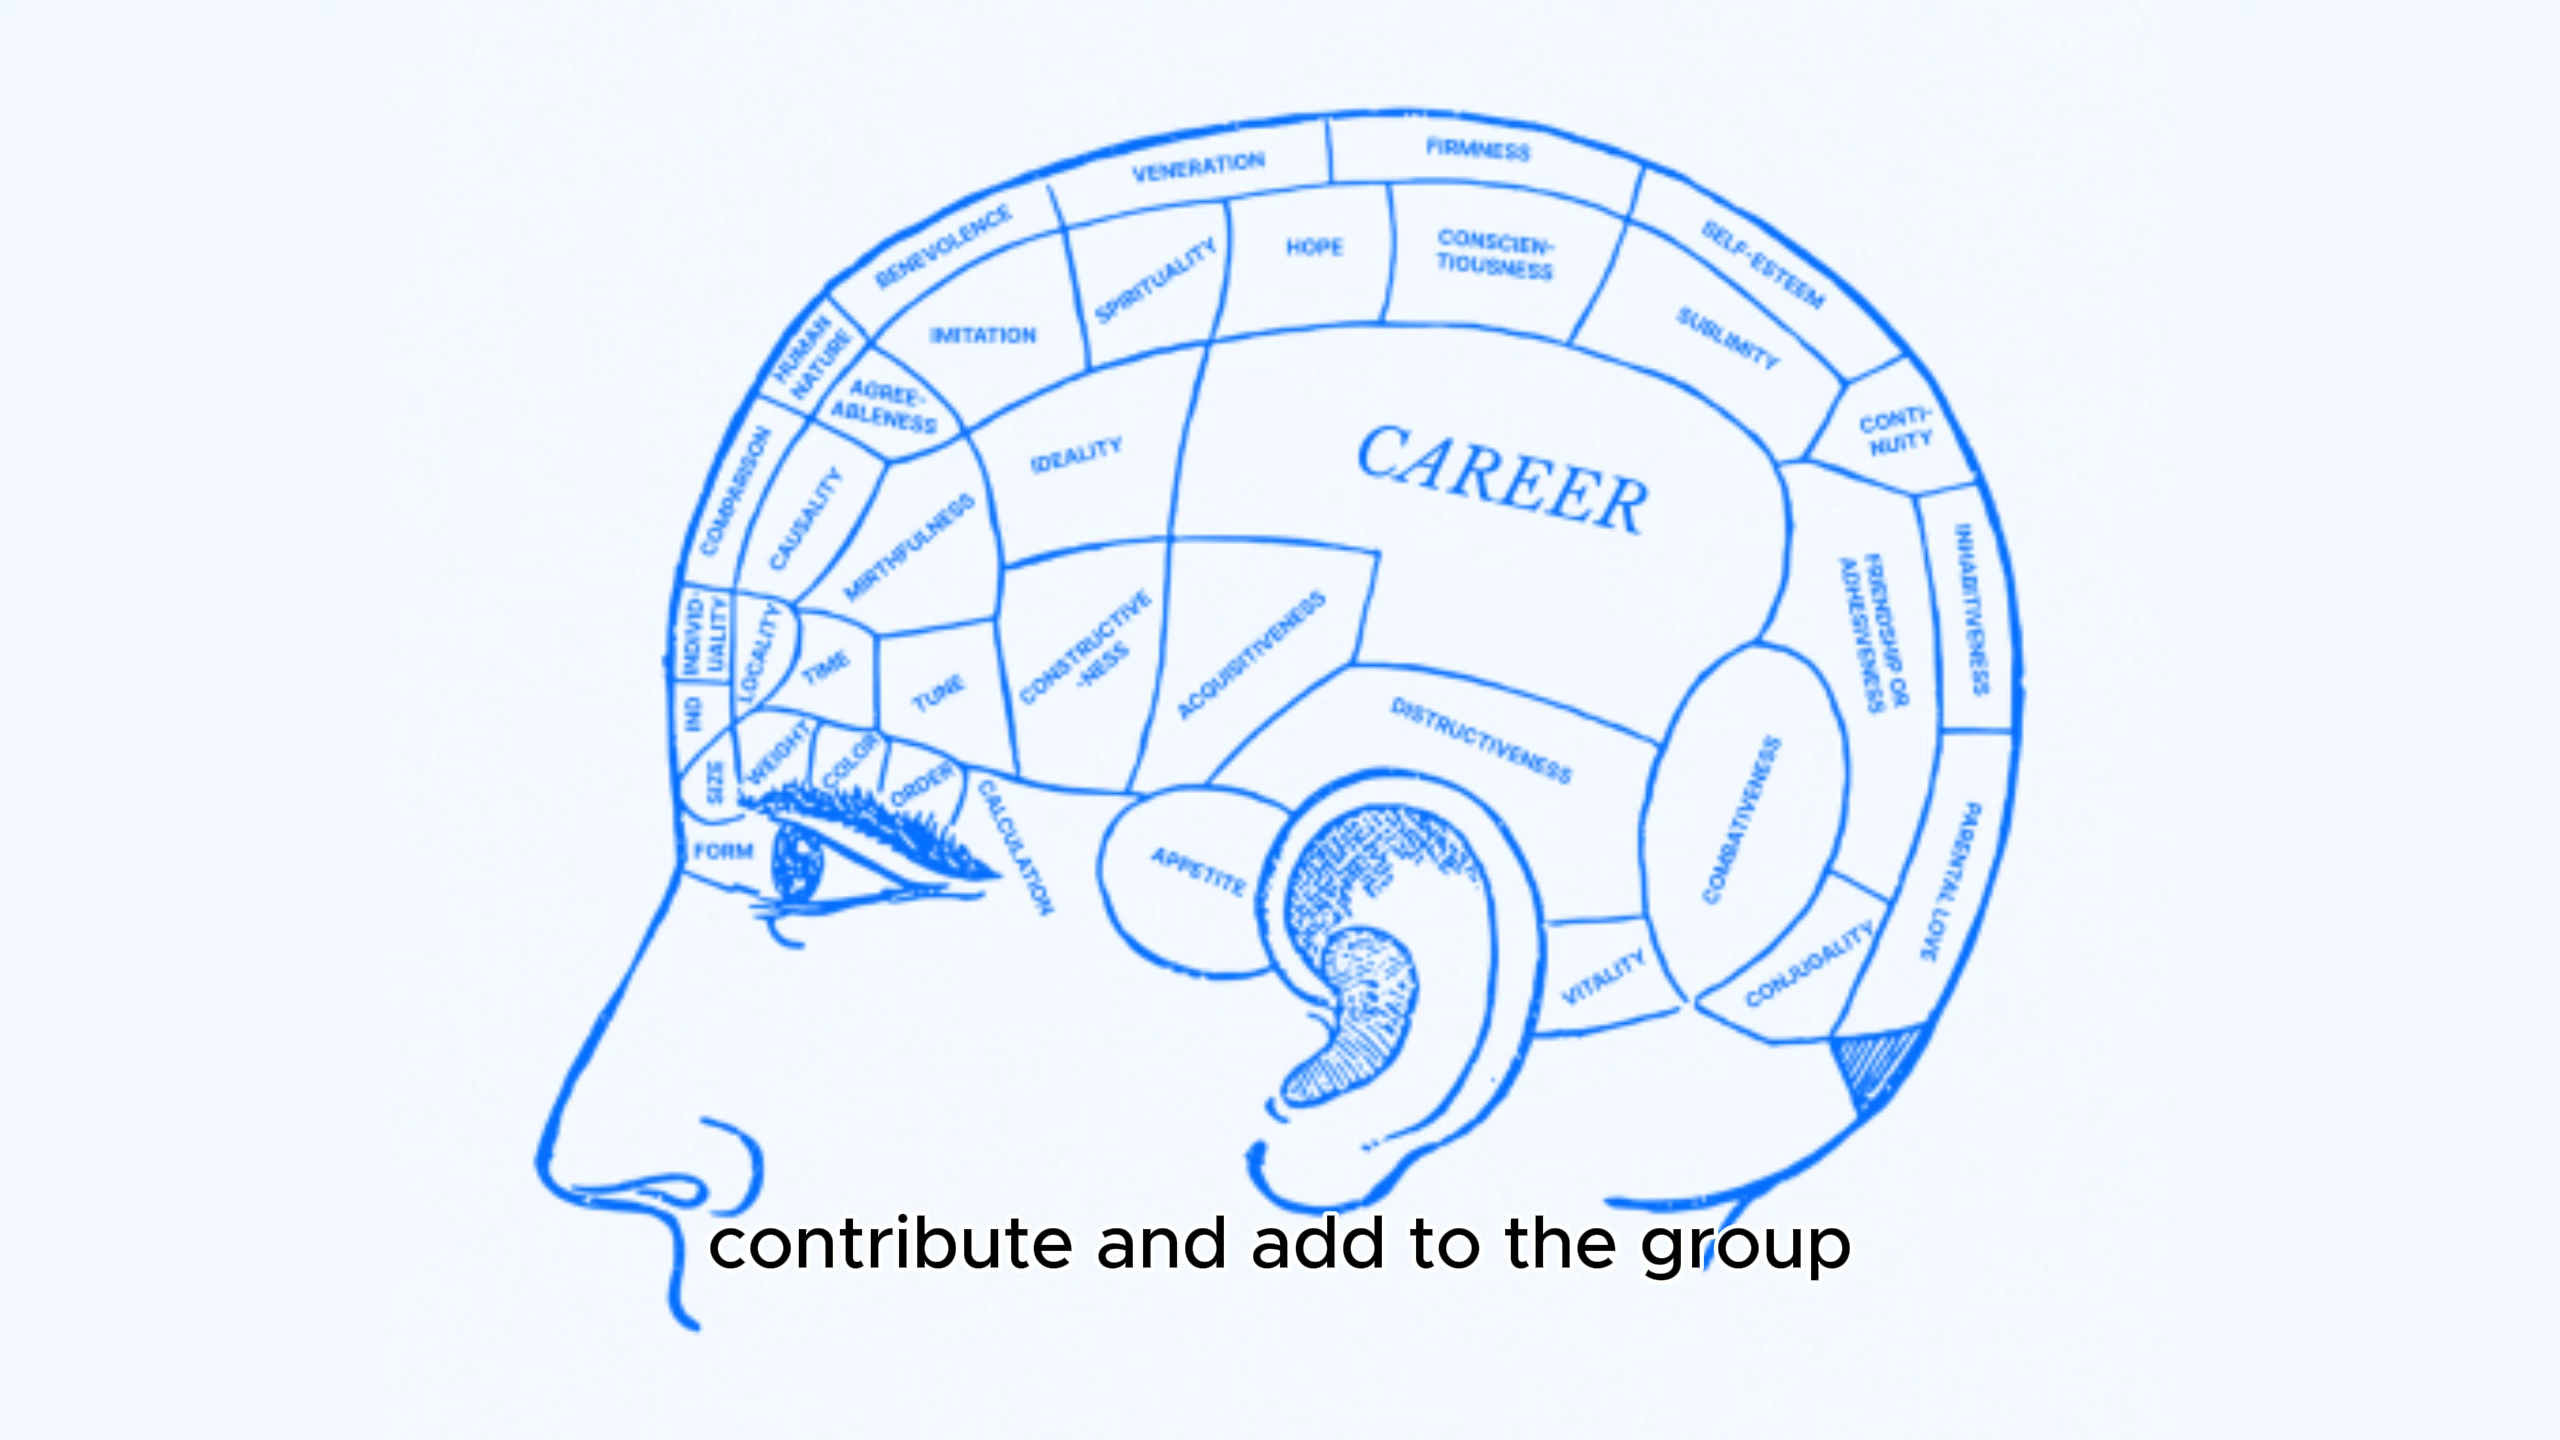 VENERATION
FIRMNESS
BENEVOLENCE
SPIRITUALITY
HOPE
CONSCIEN-
TIOUSNESS
SELF-ESTEEM
HUMAN
NATURE
IMITATION
SUBLIMITY
AGREE-
ABLENESS
CONTI-
NUITY
COMPARISON
CAUSALITY
MIRTHFULNESS
IDEALITY
CAREER
FRIENDSHIP OR
ADHESIVENESS
INHABITIVENESS
INDIVID-
UALITY
LOCALITY
TIME
TUNE
CONSTRUCTIVE
-NESS
ACQUISITIVENESS
DISTRUCTIVENESS
COMBATIVENESS
IND
SIZE
WEIGHT
COLOR
ORDER
CALCULATION
FORM
APPETITE
VITALITY
CONJUGALITY
PARENTAL LOVE
contribute and add to the group